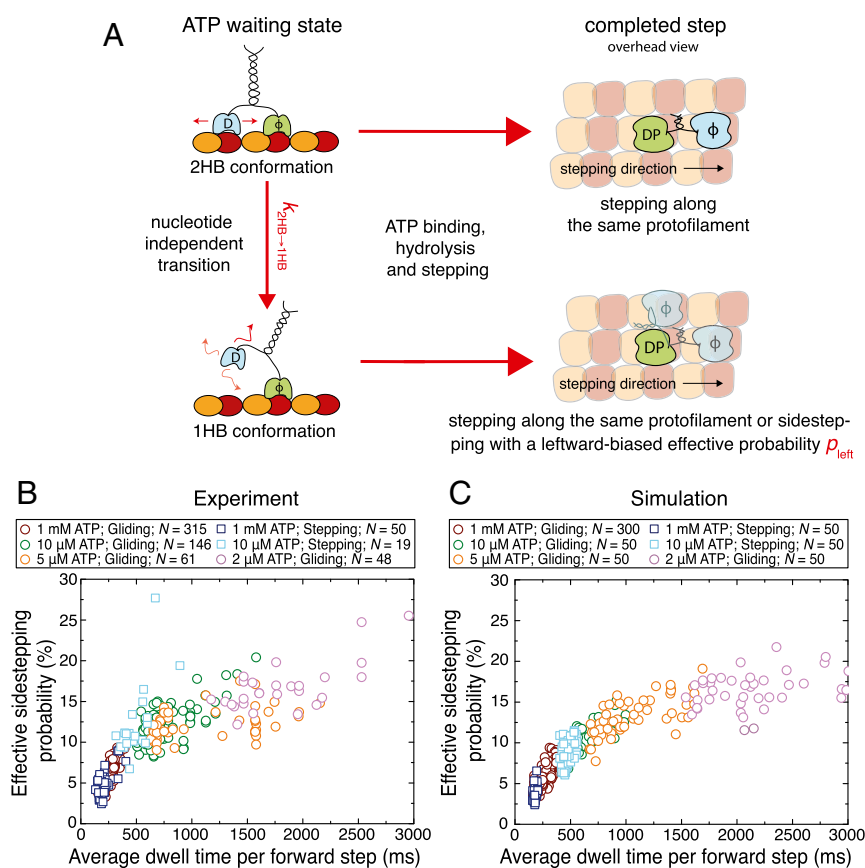 A
ATP waiting state
completed step
overhead view
D
ϕ
2HB conformation
DP
ϕ
stepping direction
stepping along
the same protofilament
nucleotide
independent
transition
k2HB→1HB
ATP binding,
hydrolysis
and stepping
D
ϕ
1HB conformation
ϕ
DP
ϕ
stepping direction
stepping along the same protofilament or sidestep-
ping with a leftward-biased effective probability pleft
B
Experiment
1 mM ATP; Gliding; N = 315
1 mM ATP; Stepping; N = 50
10 µM ATP; Gliding; N = 146
10 µM ATP; Stepping; N = 19
5 µM ATP; Gliding; N = 61
2 µM ATP; Gliding; N = 48
Effective sidestepping
probability (%)
30
25
20
15
10
5
0
0
500
1000
1500
2000
2500
3000
Average dwell time per forward step (ms)
C
Simulation
1 mM ATP; Gliding; N = 300
1 mM ATP; Stepping; N = 50
10 µM ATP; Gliding; N = 50
10 µM ATP; Stepping; N = 50
5 µM ATP; Gliding; N = 50
2 µM ATP; Gliding; N = 50
Effective sidestepping
probability (%)
30
25
20
15
10
5
0
0
500
1000
1500
2000
2500
3000
Average dwell time per forward step (ms)